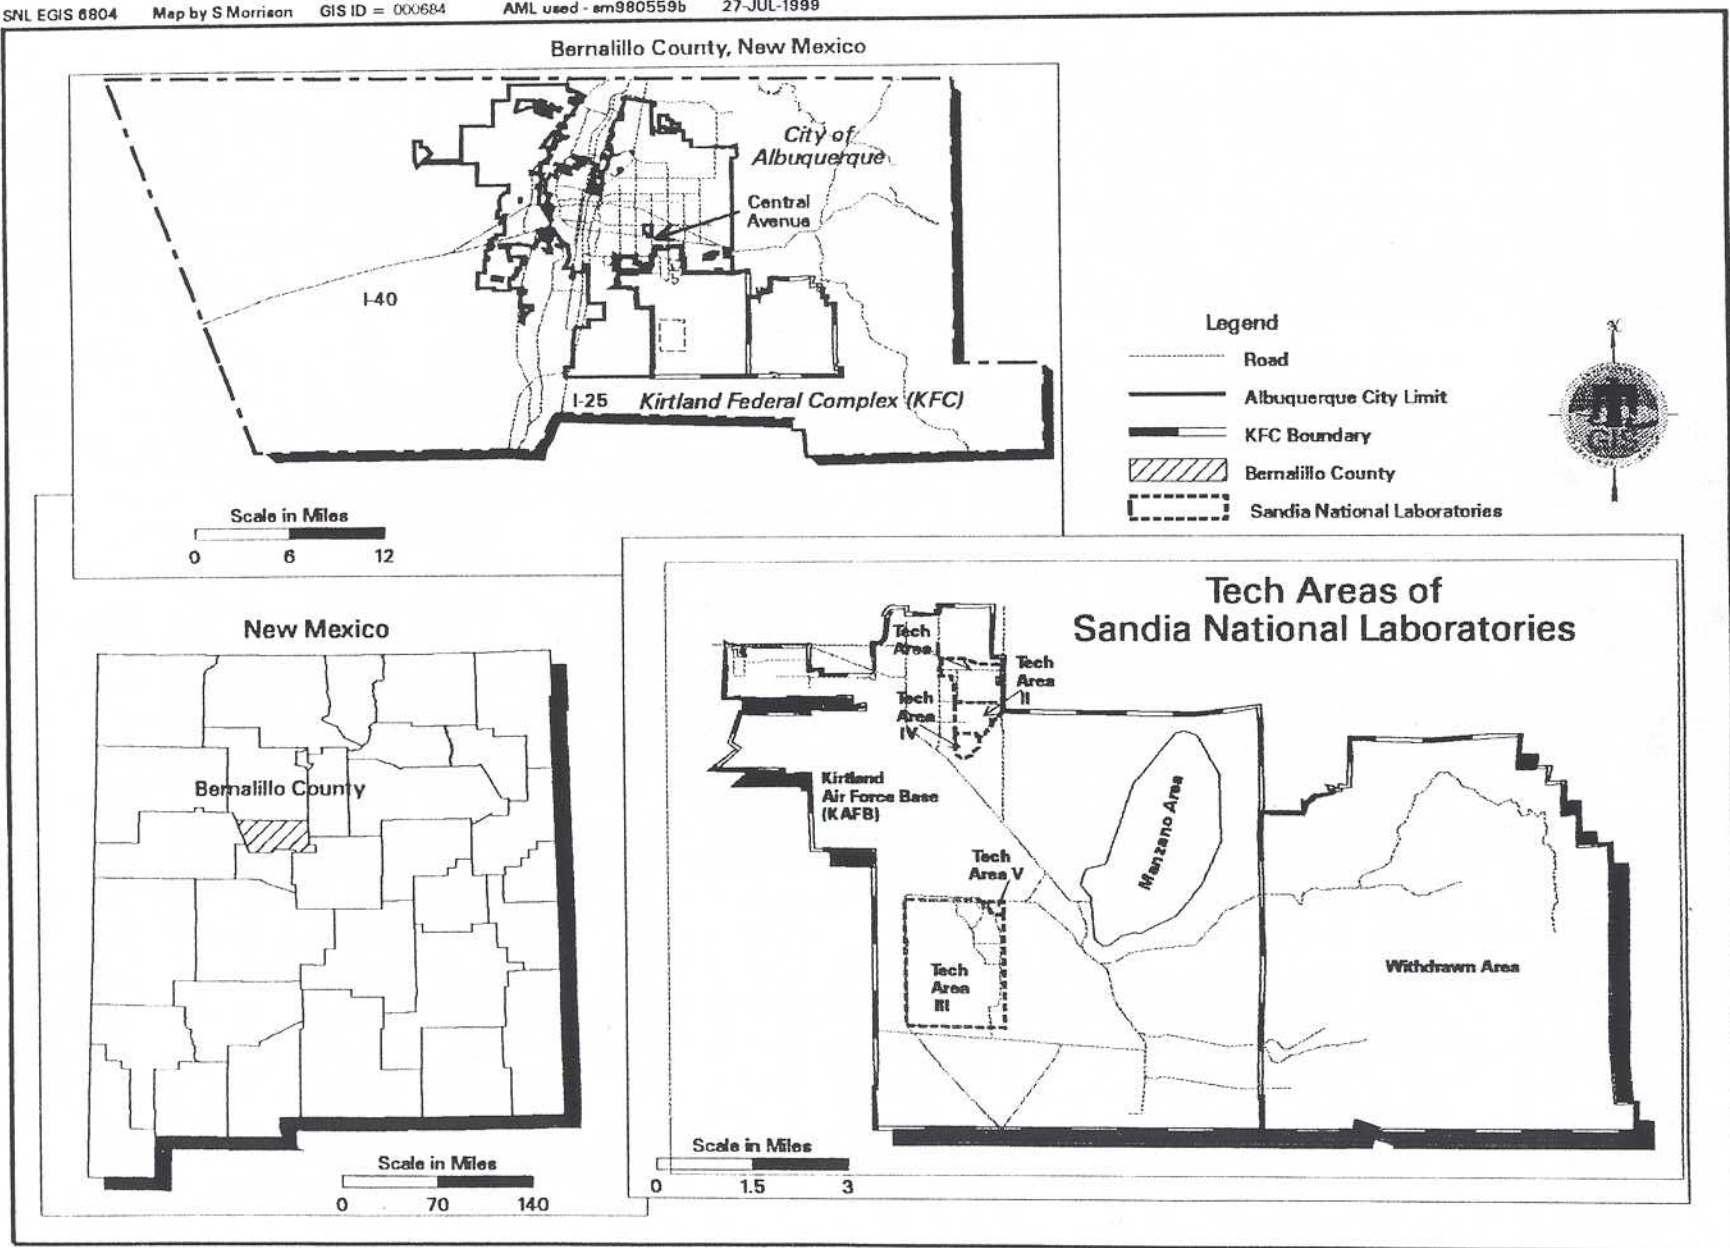 SNL EGIS 6804 Map by S Morrison GIS ID = 000684 AML used - sm980559b 27-JUL-1999
Bernalillo County, New Mexico
City of
Albuquerque
Central
Avenue
I-40
I-25 Kirtland Federal Complex (KFC)
Scale in Miles
0 6 12
Legend
Road
Albuquerque City Limit
KFC Boundary
Bernalillo County
Sandia National Laboratories
N
GIS
New Mexico
Bernalillo County
Scale in Miles
0 70 140
Tech Areas of
Sandia National Laboratories
Tech
Area
Tech
Area
II
Tech
Area
IV
Kirtland
Air Force Base
(KAFB)
Manzano Area
Tech
Area V
Tech
Area
III
Withdrawn Area
Scale in Miles
0 1.5 3